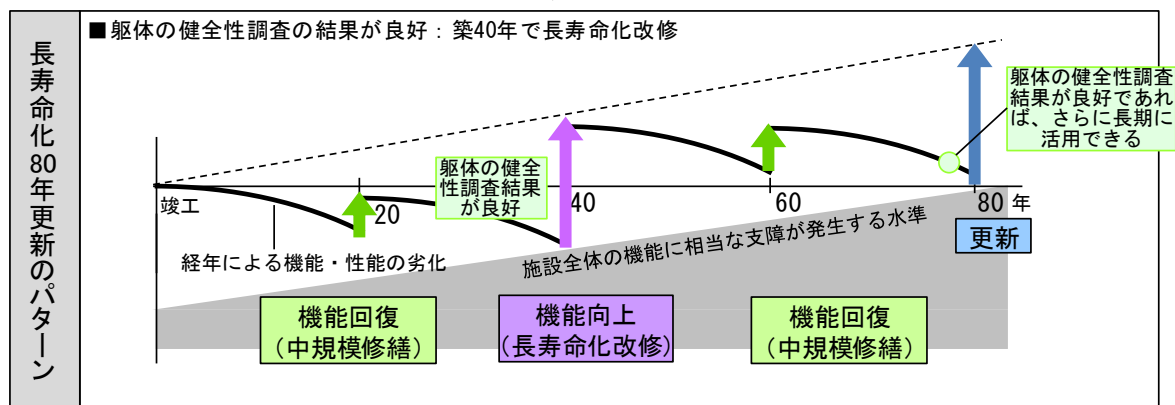 長寿命化80年更新のパターン
■躯体の健全性調査の結果が良好：築40年で長寿命化改修
躯体の健全性調査
結果が良好であれ
ば、さらに長期に
活用できる
躯体の健全
性調査結果
が良好
竣工
20
40
60
80 年
更新
経年による機能・性能の劣化
施設全体の機能に相当な支障が発生する水準
機能回復
（中規模修繕）
機能向上
（長寿命化改修）
機能回復
（中規模修繕）